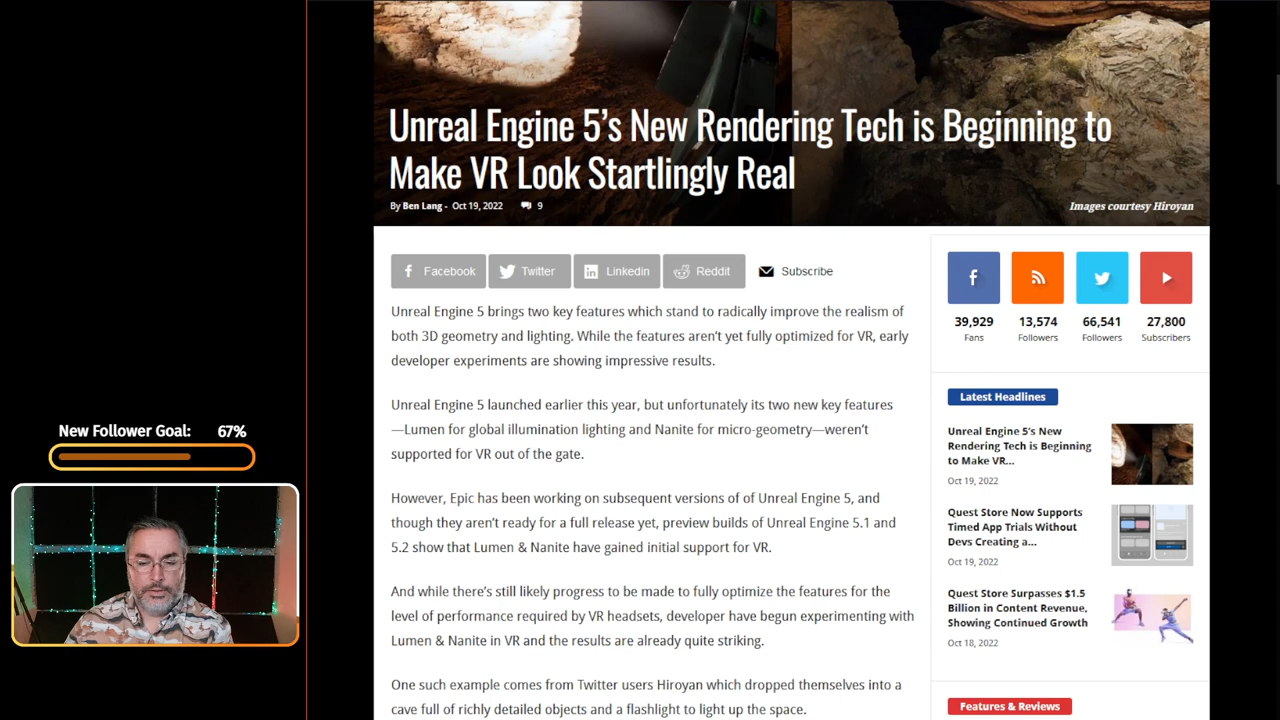 Unreal Engine 5's New Rendering Tech is Beginning to
Make VR Look Startlingly Real
By Ben Lang - Oct 19, 2022 9
Images courtesy Hiroyan
Facebook
Twitter
Linkedin
Reddit
Subscribe
Unreal Engine 5 brings two key features which stand to radically improve the realism of
both 3D geometry and lighting. While the features aren't yet fully optimized for VR, early
developer experiments are showing impressive results.
Unreal Engine 5 launched earlier this year, but unfortunately its two new key features
—Lumen for global illumination lighting and Nanite for micro-geometry—weren't
supported for VR out of the gate.
However, Epic has been working on subsequent versions of of Unreal Engine 5, and
though they aren't ready for a full release yet, preview builds of Unreal Engine 5.1 and
5.2 show that Lumen & Nanite have gained initial support for VR.
And while there's still likely progress to be made to fully optimize the features for the
level of performance required by VR headsets, developer have begun experimenting with
Lumen & Nanite in VR and the results are already quite striking.
One such example comes from Twitter users Hiroyan which dropped themselves into a
cave full of richly detailed objects and a flashlight to light up the space.
39,929
Fans
13,574
Followers
66,541
Followers
27,800
Subscribers
Latest Headlines
Unreal Engine 5's New
Rendering Tech is Beginning
to Make VR...
Oct 19, 2022
Quest Store Now Supports
Timed App Trials Without
Devs Creating a...
Oct 19, 2022
Quest Store Surpasses $1.5
Billion in Content Revenue,
Showing Continued Growth
Oct 18, 2022
Features & Reviews
New Follower Goal: 67%